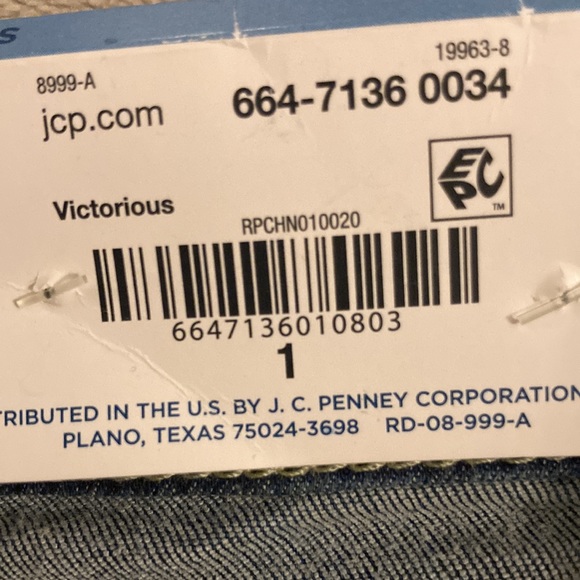 s
8999-A 19963-8
jcp.com 664-7136 0034
EPC
TM
Victorious
RPCHN010020
6647136010803
1
TRIBUTED IN THE U.S. BY J. C. PENNEY CORPORATION
PLANO, TEXAS 75024-3698 RD-08-999-A